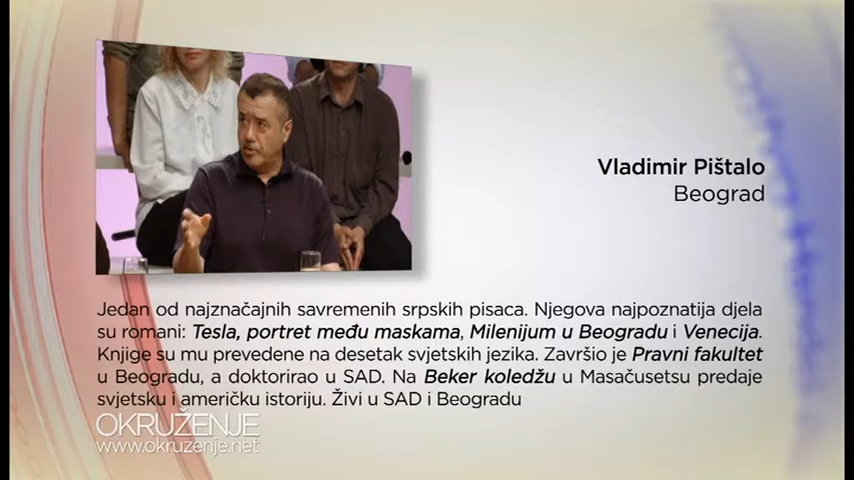 Vladimir Pištalo
Beograd
Jedan od najznačajnih savremenih srpskih pisaca. Njegova najpoznatija djela
su romani: Tesla, portret među maskama, Milenijum u Beogradu i Venecija.
Knjige su mu prevedene na desetak svjetskih jezika. Završio je Pravni fakultet
u Beogradu, a doktorirao u SAD. Na Beker koledžu u Masačusetsu predaje
svjetsku i američku istoriju. Živi u SAD i Beogradu
OKRUŽENJE
www.okruzenje.net